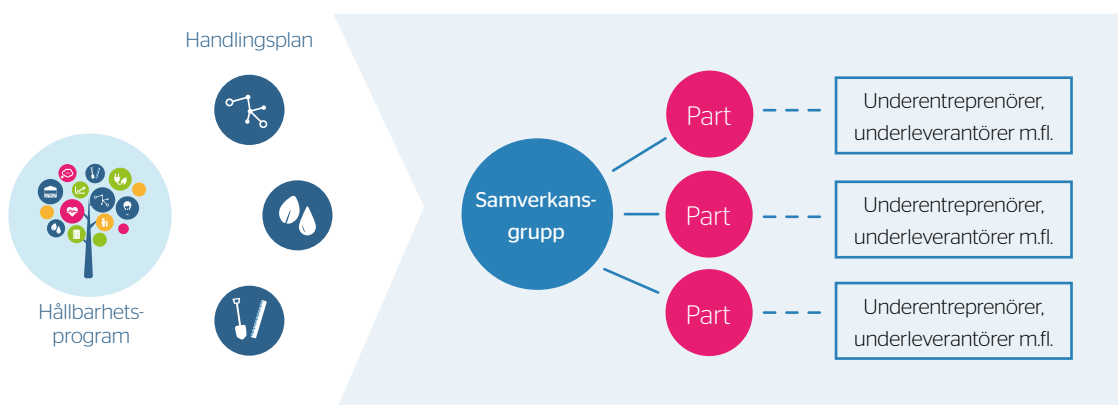 Handlingsplan
Hållbarhets-
program
Samverkans-
grupp
Part
Underentreprenörer,
underleverantörer m.fl.
Part
Underentreprenörer,
underleverantörer m.fl.
Part
Underentreprenörer,
underleverantörer m.fl.